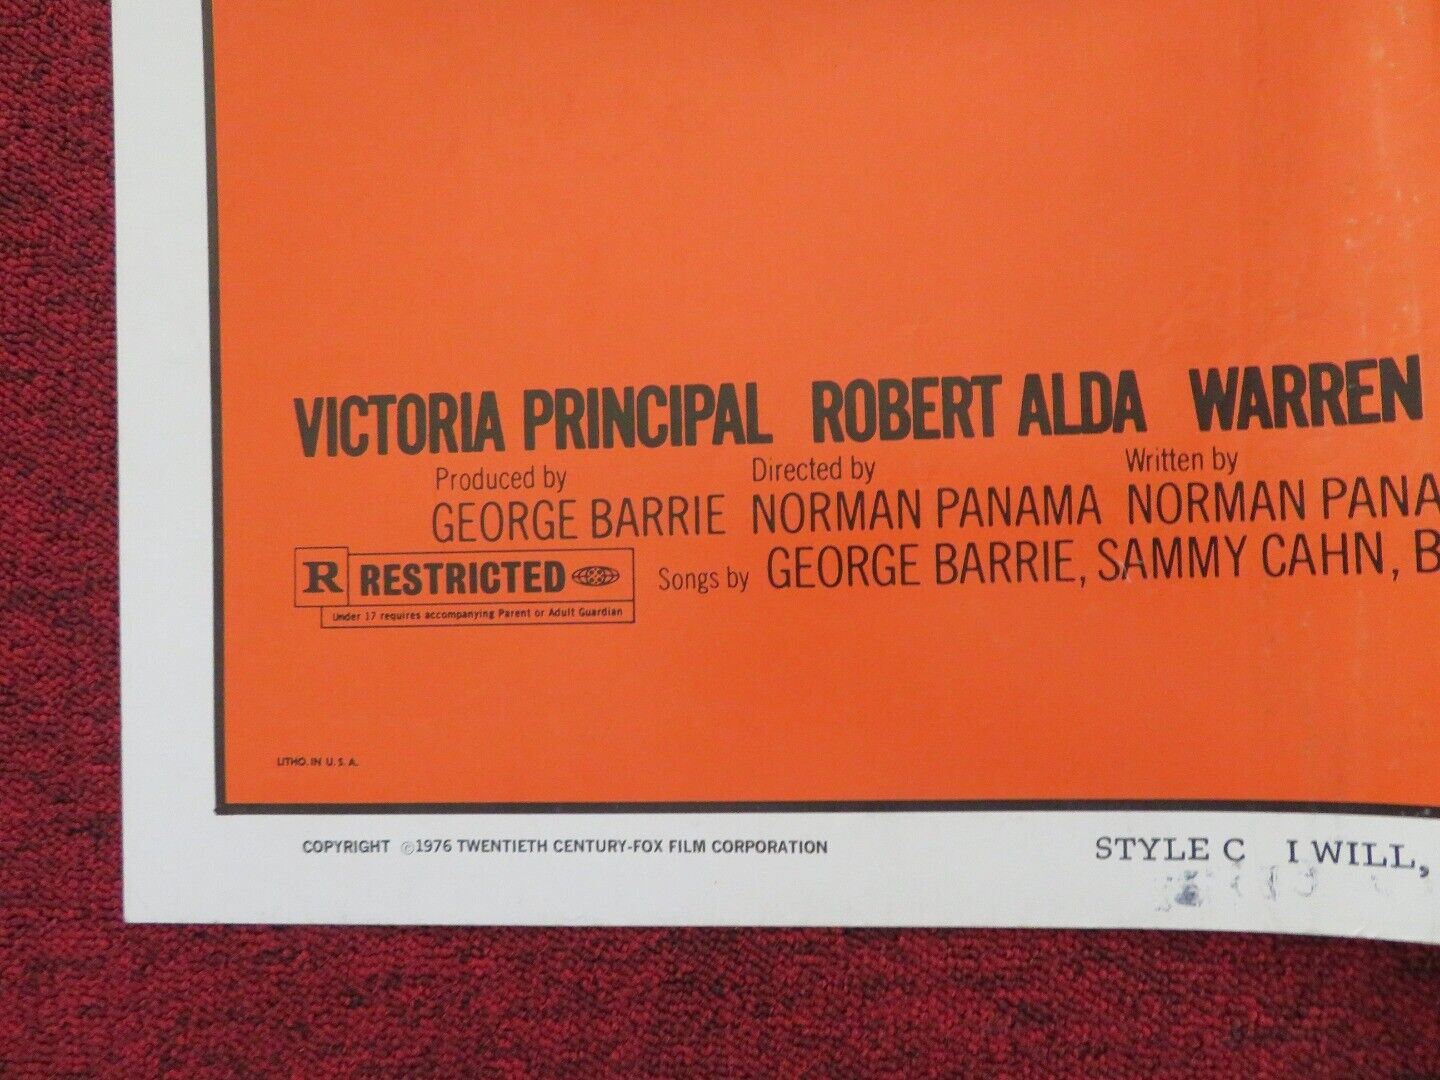 VICTORIA PRINCIPAL ROBERT ALDA WARREN
Produced by Directed by Written by
GEORGE BARRIE NORMAN PANAMA NORMAN PANA
Songs by GEORGE BARRIE, SAMMY CAHN, B
R RESTRICTED
Under 17 requires accompanying Parent or Adult Guardian
LITHO. IN U. S. A.
COPYRIGHT ℗1976 TWENTIETH CENTURY-FOX FILM CORPORATION
STYLE C I WILL,